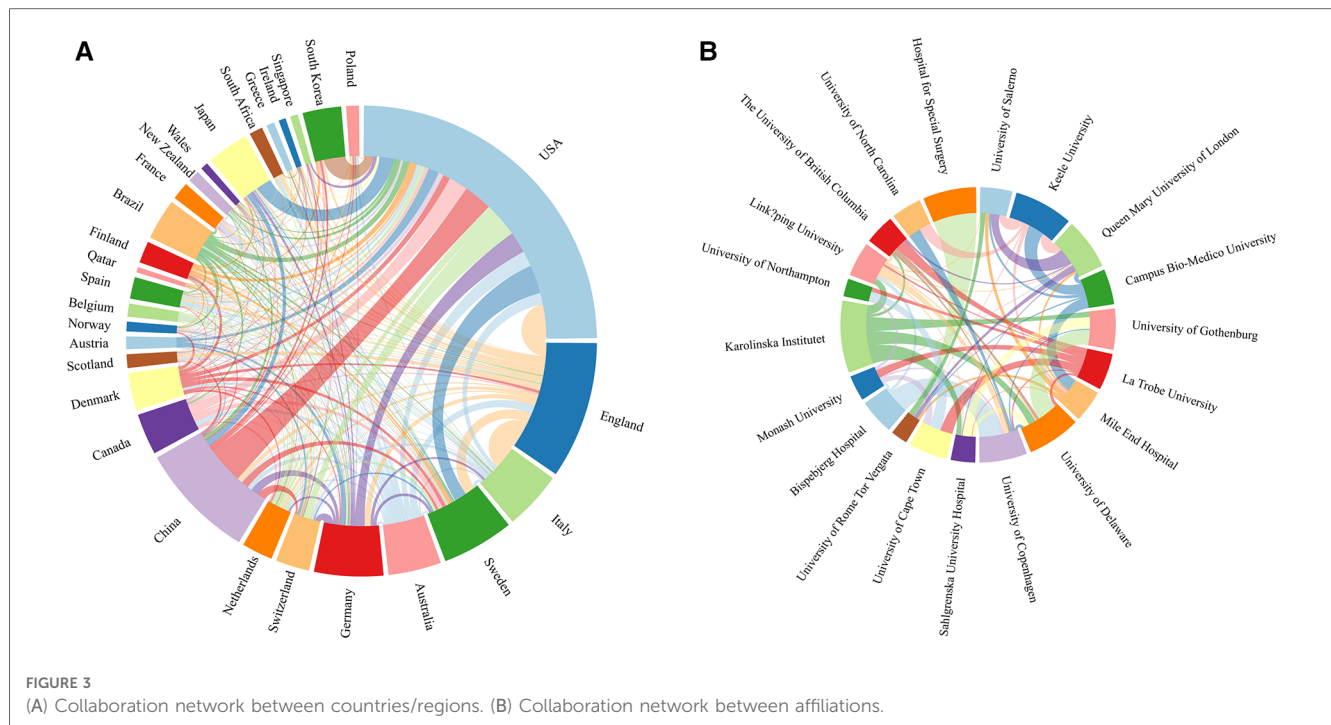 A
Poland
South Korea
Singapore
Ireland
Greece
South Africa
Japan
Wales
New Zealand
France
Brazil
Finland
Qatar
Spain
Belgium
Norway
Austria
Scotland
Denmark
Canada
China
Netherlands
Switzerland
Germany
Australia
Sweden
Italy
England
USA
B
Hospital for Special Surgery
University of North Carolina
The University of British Columbia
Link?ping University
University of Northampton
Karolinska Institutet
Monash University
Bispebjerg Hospital
University of Rome Tor Vergata
University of Cape Town
Sahlgrenska University Hospital
University of Copenhagen
University of Delaware
Mile End Hospital
La Trobe University
University of Gothenburg
Campus Bio-Medico University
Queen Mary University of London
Keele University
University of Salerno
FIGURE 3
(A) Collaboration network between countries/regions. (B) Collaboration network between affiliations.